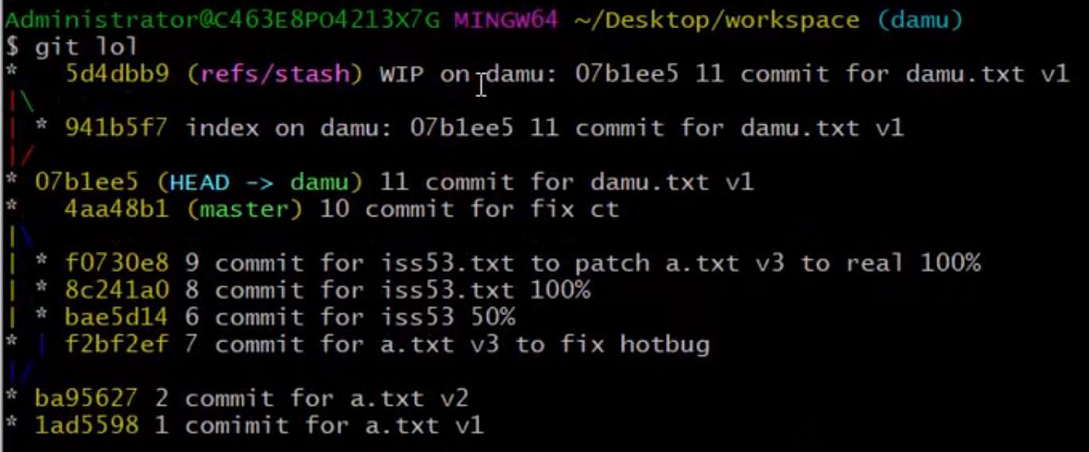 Administrator@C463E8PO4213X7G MINGW64 ~/Desktop/workspace (damu)
$ git lol
*   5d4dbb9 (refs/stash) WIP on damu: 07b1ee5 11 commit for damu.txt v1
|\
| * 941b5f7 index on damu: 07b1ee5 11 commit for damu.txt v1
|/
* 07b1ee5 (HEAD -> damu) 11 commit for damu.txt v1
*   4aa48b1 (master) 10 commit for fix ct
|\
| * f0730e8 9 commit for iss53.txt to patch a.txt v3 to real 100%
| * 8c241a0 8 commit for iss53.txt 100%
| * bae5d14 6 commit for iss53 50%
* | f2bf2ef 7 commit for a.txt v3 to fix hotbug
|/
* ba95627 2 commit for a.txt v2
* 1ad5598 1 comimit for a.txt v1